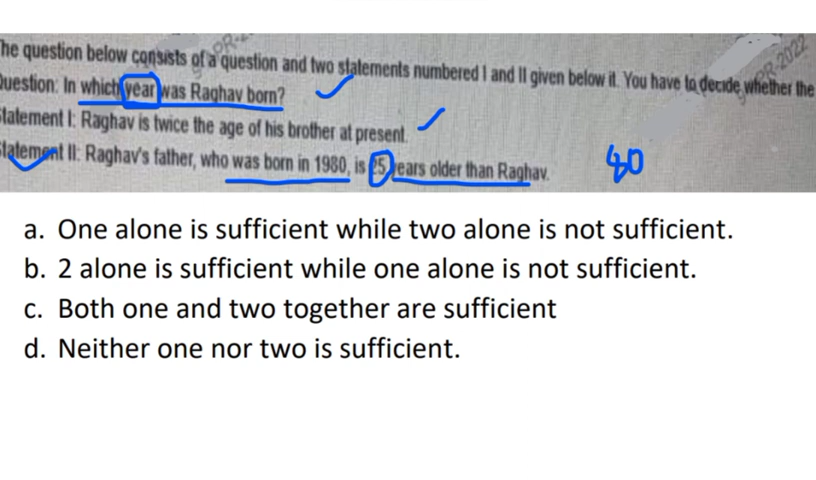 he question below consists of a question and two statements numbered I and II given below it. You have to decide whether the
uestion: In which year was Raghav born?
tatement I: Raghav is twice the age of his brother at present.
tatement II: Raghav's father, who was born in 1980, is 25 years older than Raghav.
80
a. One alone is sufficient while two alone is not sufficient.
b. 2 alone is sufficient while one alone is not sufficient.
c. Both one and two together are sufficient
d. Neither one nor two is sufficient.